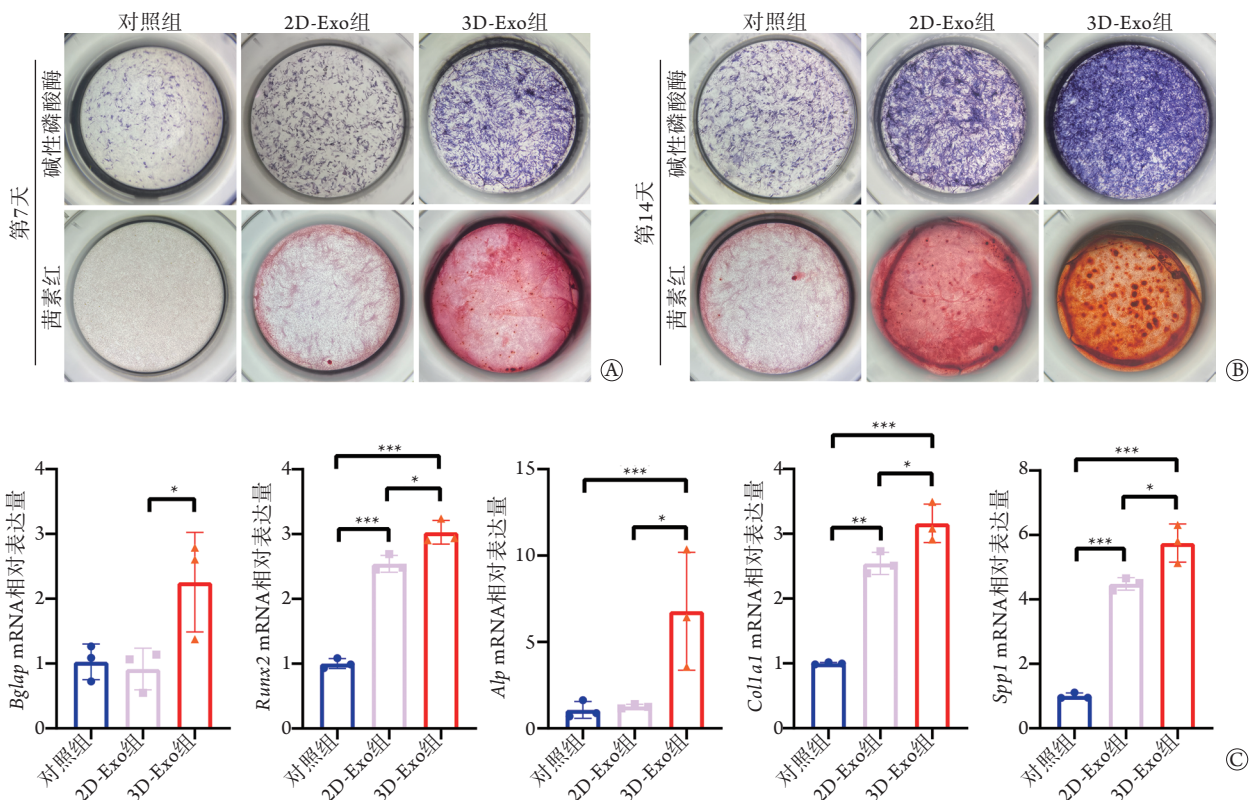 对照组 2D-Exo组 3D-Exo组
第7天
碱性磷酸酶
茜素红
Ⓐ
对照组 2D-Exo组 3D-Exo组
第14天
碱性磷酸酶
茜素红
Ⓑ
Bglap mRNA相对表达量
4
3
2
1
0
*
对照组
2D-Exo组
3D-Exo组
Runx2 mRNA相对表达量
4
3
2
1
0
***
*
***
对照组
2D-Exo组
3D-Exo组
Alp mRNA相对表达量
15
10
5
0
***
*
对照组
2D-Exo组
3D-Exo组
Col1a1 mRNA相对表达量
4
3
2
1
0
***
*
**
对照组
2D-Exo组
3D-Exo组
Spp1 mRNA相对表达量
8
6
4
2
0
***
*
***
对照组
2D-Exo组
3D-Exo组
Ⓒ